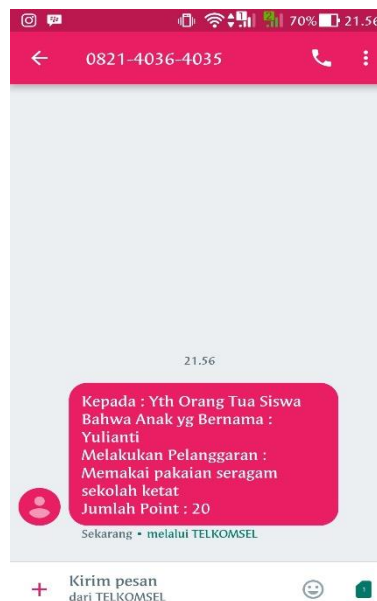 70% 21.56
0821-4036-4035
21.56
Kepada : Yth Orang Tua Siswa
Bahwa Anak yg Bernama :
Yulianti
Melakukan Pelanggaran :
Memakai pakaian seragam
sekolah ketat
Jumlah Point : 20
Sekarang • melalui TELKOMSEL
Kirim pesan
dari TELKOMSEL